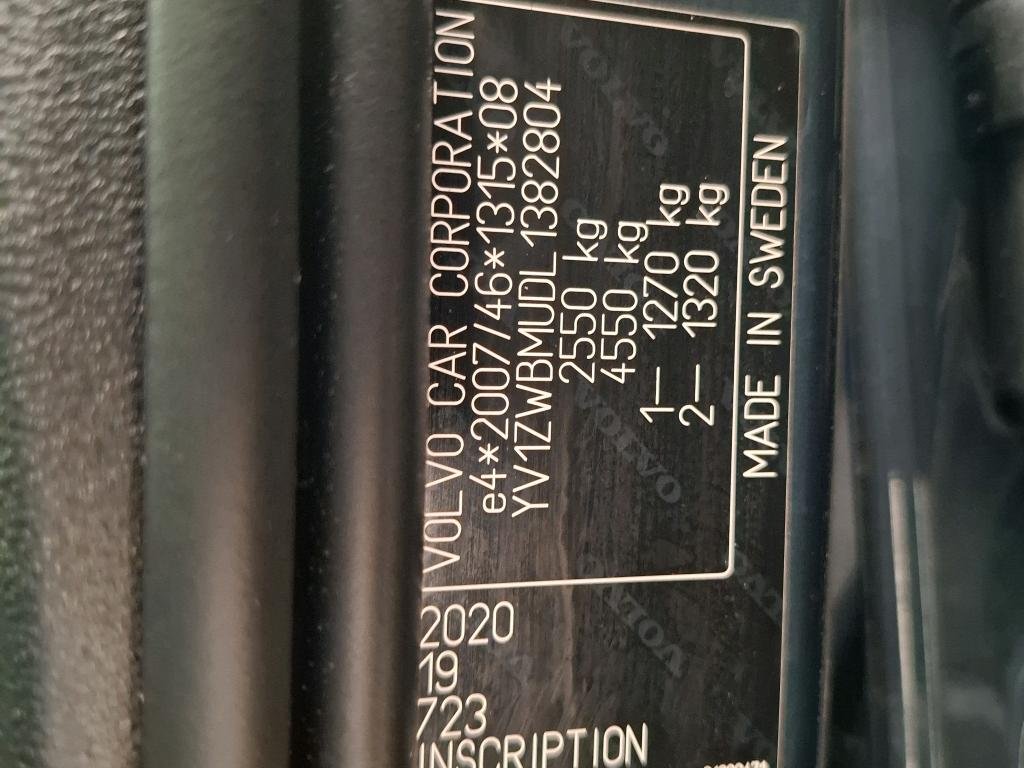 VOLVO CAR CORPORATION
e4*2007/46*1315*08
YV1ZWBMUDL1382804
2550 kg
4550 kg
1– 1270 kg
2– 1320 kg
MADE IN SWEDEN
2020
19
723
INSCRIPTION